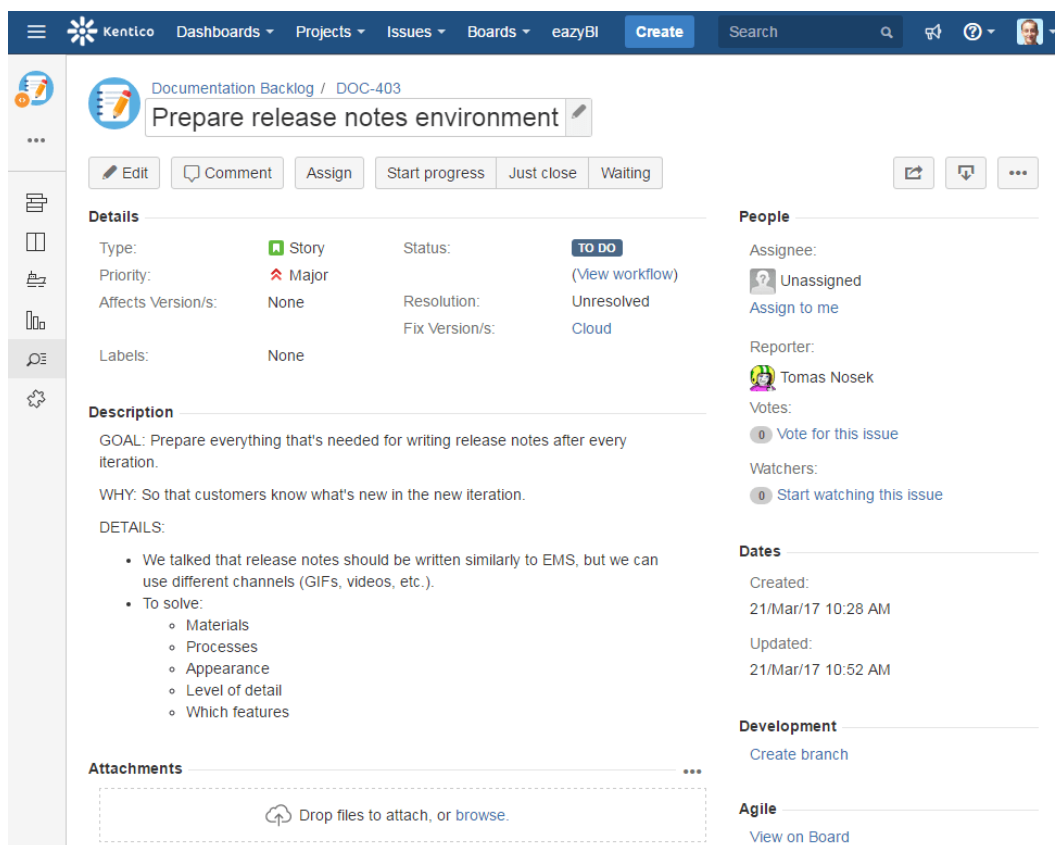 Kentico Dashboards Projects Issues Boards eazyBI Create Search
Documentation Backlog / DOC-403
Prepare release notes environment
Edit Comment Assign Start progress Just close Waiting
Details
Type: Story
Status: TO DO
(View workflow)
Priority: Major
Affects Version/s: None
Resolution: Unresolved
Fix Version/s: Cloud
Labels: None
Description
GOAL: Prepare everything that's needed for writing release notes after every
iteration.
WHY: So that customers know what's new in the new iteration.
DETAILS:
• We talked that release notes should be written similarly to EMS, but we can
use different channels (GIFs, videos, etc.).
• To solve:
◦ Materials
◦ Processes
◦ Appearance
◦ Level of detail
◦ Which features
Attachments
Drop files to attach, or browse.
People
Assignee:
Unassigned
Assign to me
Reporter:
Tomas Nosek
Votes:
0 Vote for this issue
Watchers:
0 Start watching this issue
Dates
Created:
21/Mar/17 10:28 AM
Updated:
21/Mar/17 10:52 AM
Development
Create branch
Agile
View on Board